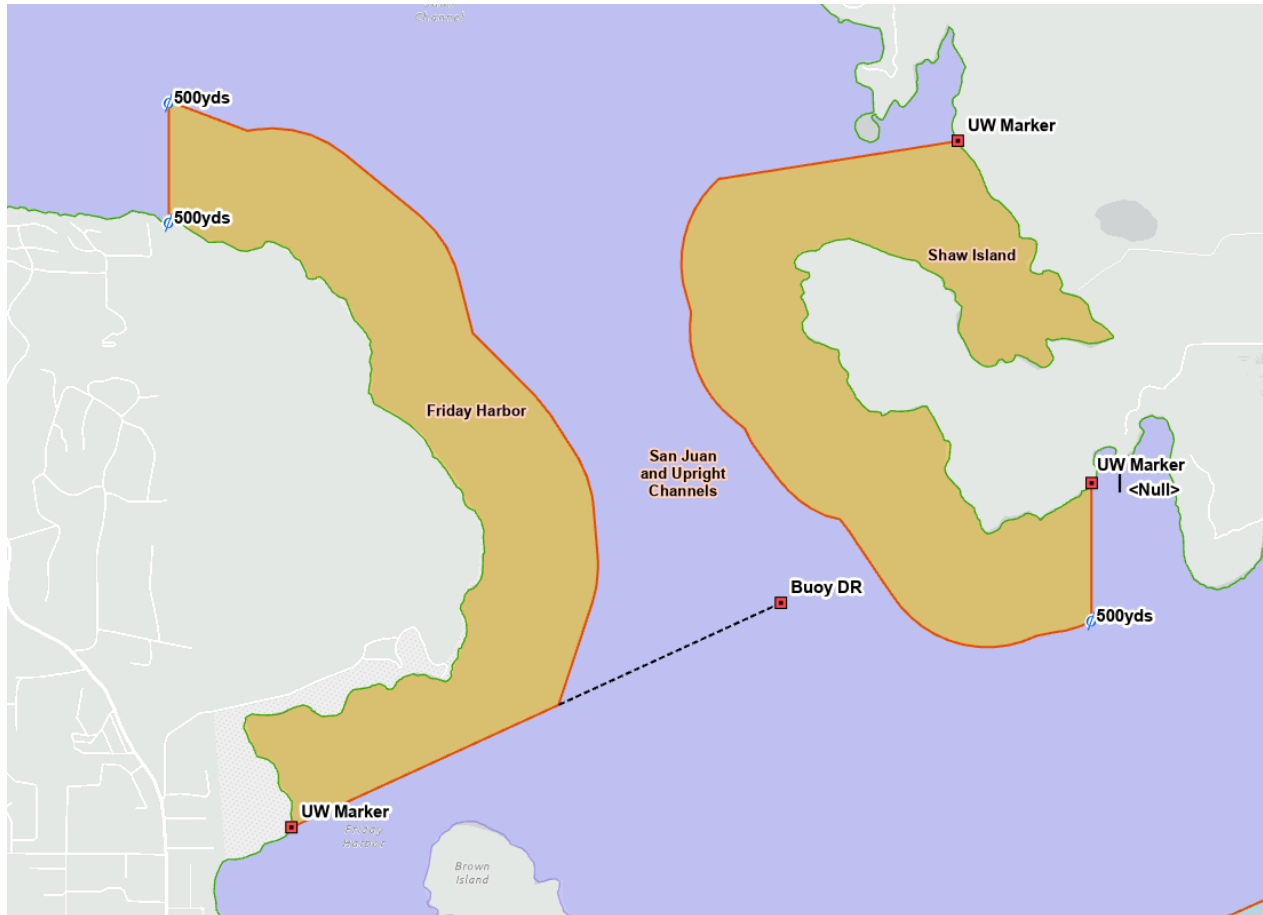 Channel
500yds
UW Marker
500yds
Shaw Island
Friday Harbor
San Juan
and Upright
Channels
UW Marker
<Null>
Buoy DR
500yds
UW Marker
Friday
Harbor
Brown
Island